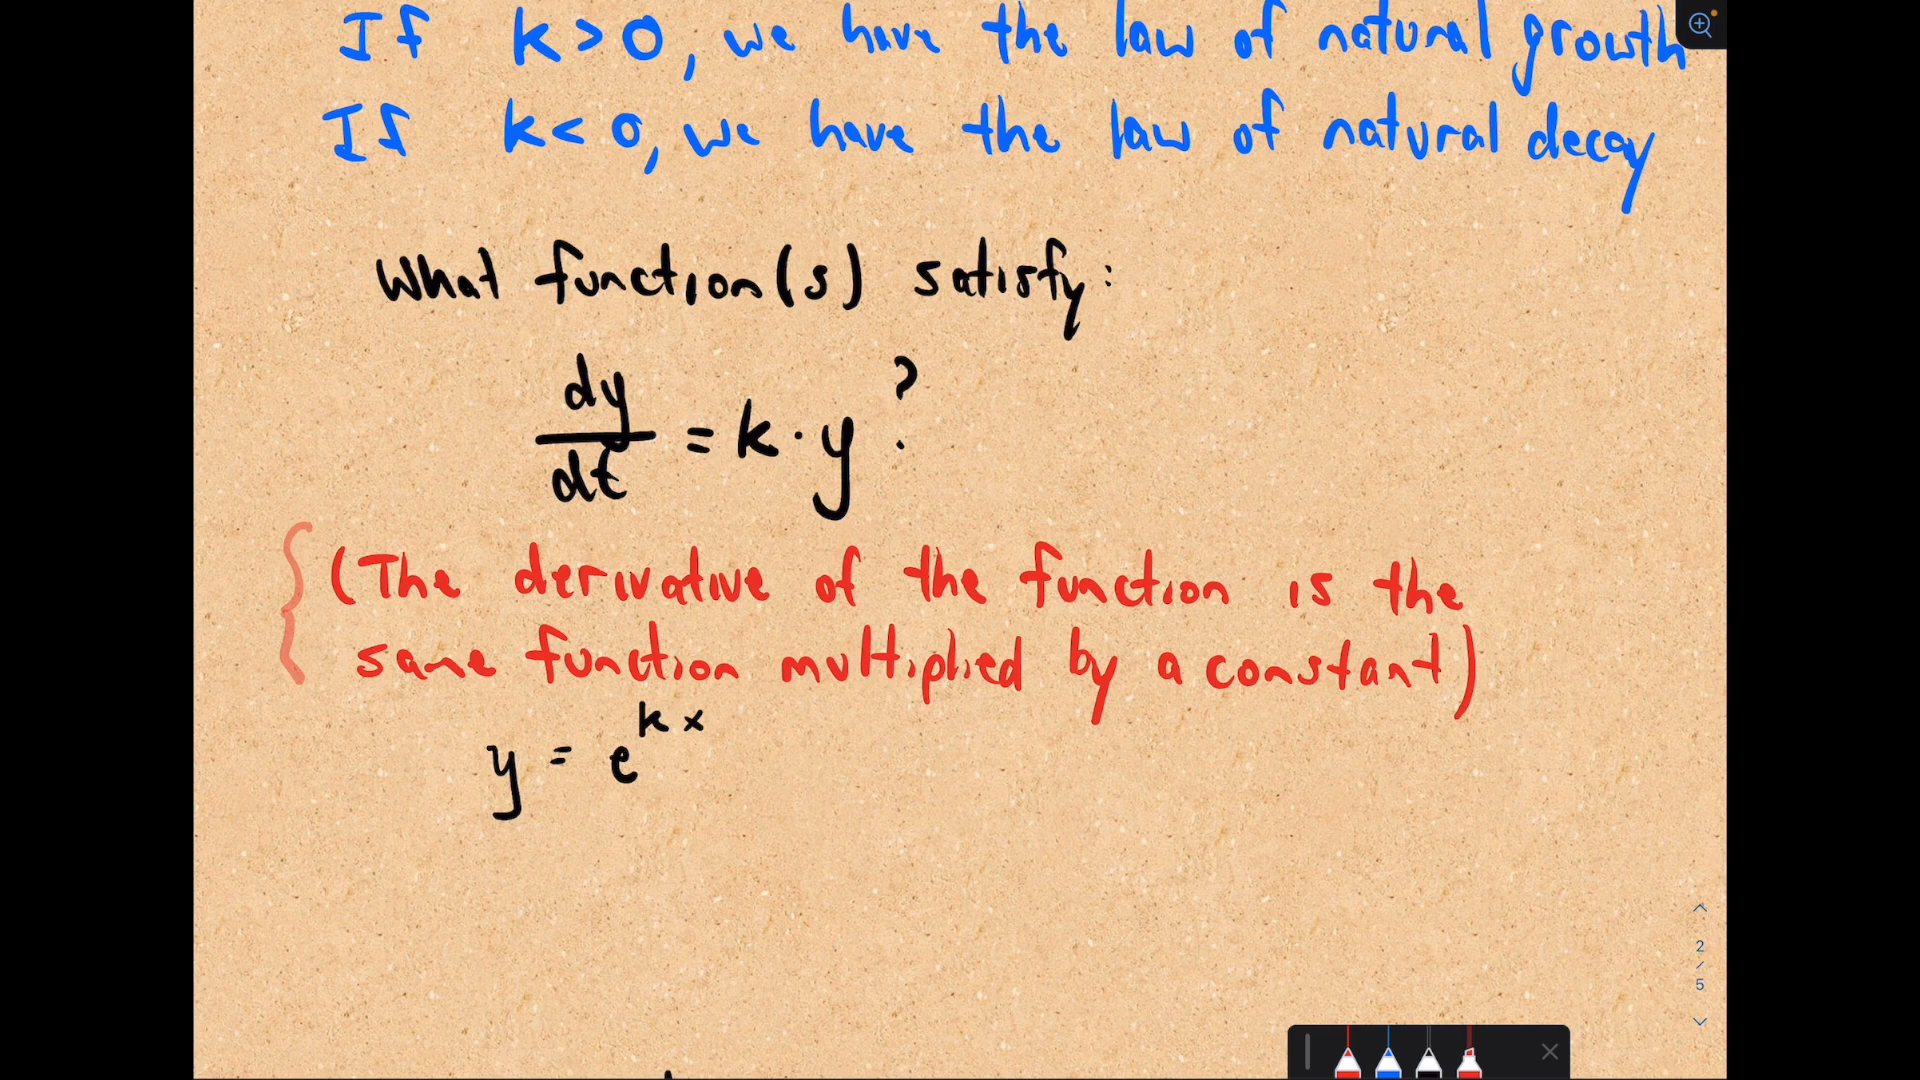 If k > 0, we have the law of natural growth
If k < 0, we have the law of natural decay
What function(s) satisfy:
dy/dt = k · y ?
(The derivative of the function is the
same function multiplied by a constant)
y = e^kx
2
/
5